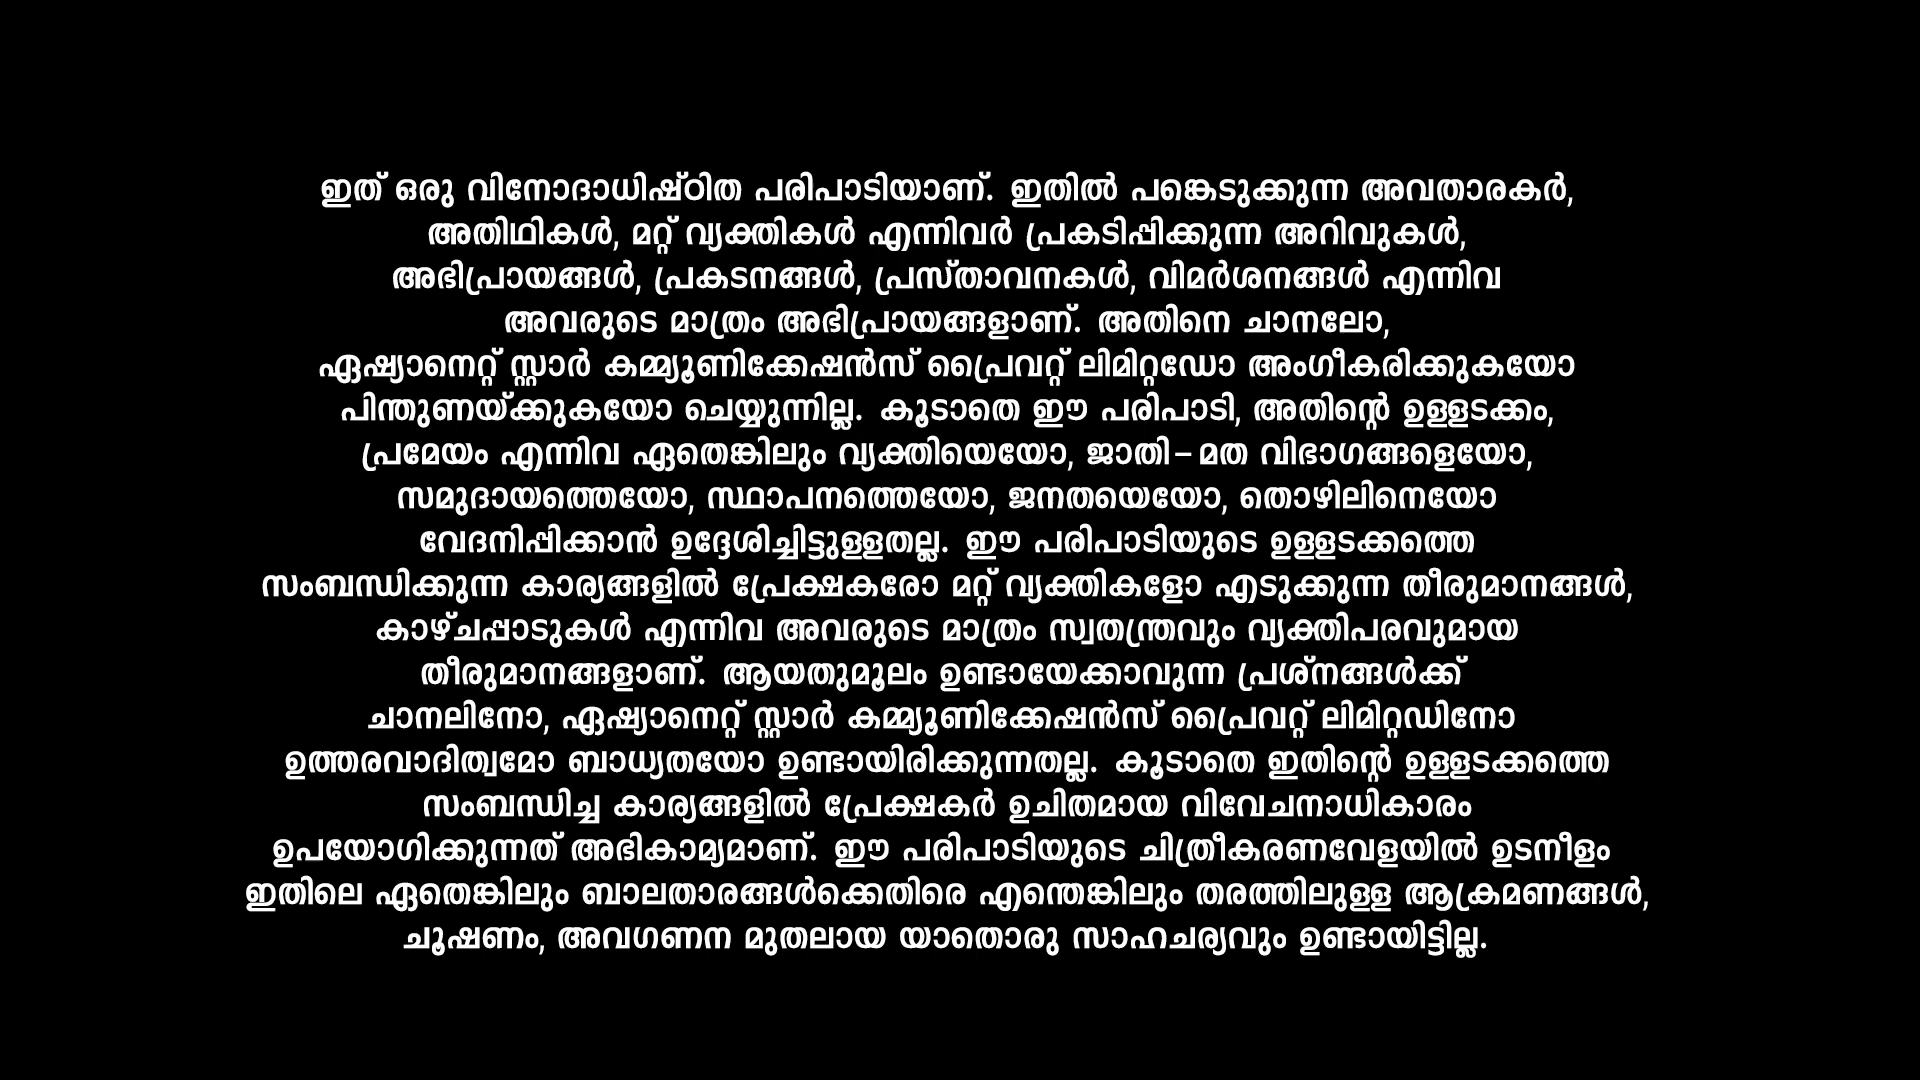 ഇത് ഒരു വിനോദാധിഷ്ഠിത പരിപാടിയാണ്. ഇതിൽ പങ്കെടുക്കുന്ന അവതാരകർ,
അതിഥികൾ, മറ്റ് വ്യക്തികൾ എന്നിവർ പ്രകടിപ്പിക്കുന്ന അറിവുകൾ,
അഭിപ്രായങ്ങൾ, പ്രകടനങ്ങൾ, പ്രസ്താവനകൾ, വിമർശനങ്ങൾ എന്നിവ
അവരുടെ മാത്രം അഭിപ്രായങ്ങളാണ്. അതിനെ ചാനലോ,
ഏഷ്യാനെറ്റ് സ്റ്റാർ കമ്മ്യൂണിക്കേഷൻസ് പ്രൈവറ്റ് ലിമിറ്റഡോ അംഗീകരിക്കുകയോ
പിന്തുണയ്ക്കുകയോ ചെയ്യുന്നില്ല. കൂടാതെ ഈ പരിപാടി, അതിന്റെ ഉള്ളടക്കം,
പ്രമേയം എന്നിവ ഏതെങ്കിലും വ്യക്തിയെയോ, ജാതി – മത വിഭാഗങ്ങളെയോ,
സമുദായത്തെയോ, സ്ഥാപനത്തെയോ, ജനതയെയോ, തൊഴിലിനെയോ
വേദനിപ്പിക്കാൻ ഉദ്ദേശിച്ചിട്ടുള്ളതല്ല. ഈ പരിപാടിയുടെ ഉള്ളടക്കത്തെ
സംബന്ധിക്കുന്ന കാര്യങ്ങളിൽ പ്രേക്ഷകരോ മറ്റ് വ്യക്തികളോ എടുക്കുന്ന തീരുമാനങ്ങൾ,
കാഴ്ചപ്പാടുകൾ എന്നിവ അവരുടെ മാത്രം സ്വതന്ത്രവും വ്യക്തിപരവുമായ
തീരുമാനങ്ങളാണ്. ആയതുമൂലം ഉണ്ടായേക്കാവുന്ന പ്രശ്നങ്ങൾക്ക്
ചാനലിനോ, ഏഷ്യാനെറ്റ് സ്റ്റാർ കമ്മ്യൂണിക്കേഷൻസ് പ്രൈവറ്റ് ലിമിറ്റഡിനോ
ഉത്തരവാദിത്വമോ ബാധ്യതയോ ഉണ്ടായിരിക്കുന്നതല്ല. കൂടാതെ ഇതിന്റെ ഉള്ളടക്കത്തെ
സംബന്ധിച്ച കാര്യങ്ങളിൽ പ്രേക്ഷകർ ഉചിതമായ വിവേചനാധികാരം
ഉപയോഗിക്കുന്നത് അഭികാമ്യമാണ്. ഈ പരിപാടിയുടെ ചിത്രീകരണവേളയിൽ ഉടനീളം
ഇതിലെ ഏതെങ്കിലും ബാലതാരങ്ങൾക്കെതിരെ എന്തെങ്കിലും തരത്തിലുള്ള ആക്രമണങ്ങൾ,
ചൂഷണം, അവഗണന മുതലായ യാതൊരു സാഹചര്യവും ഉണ്ടായിട്ടില്ല.